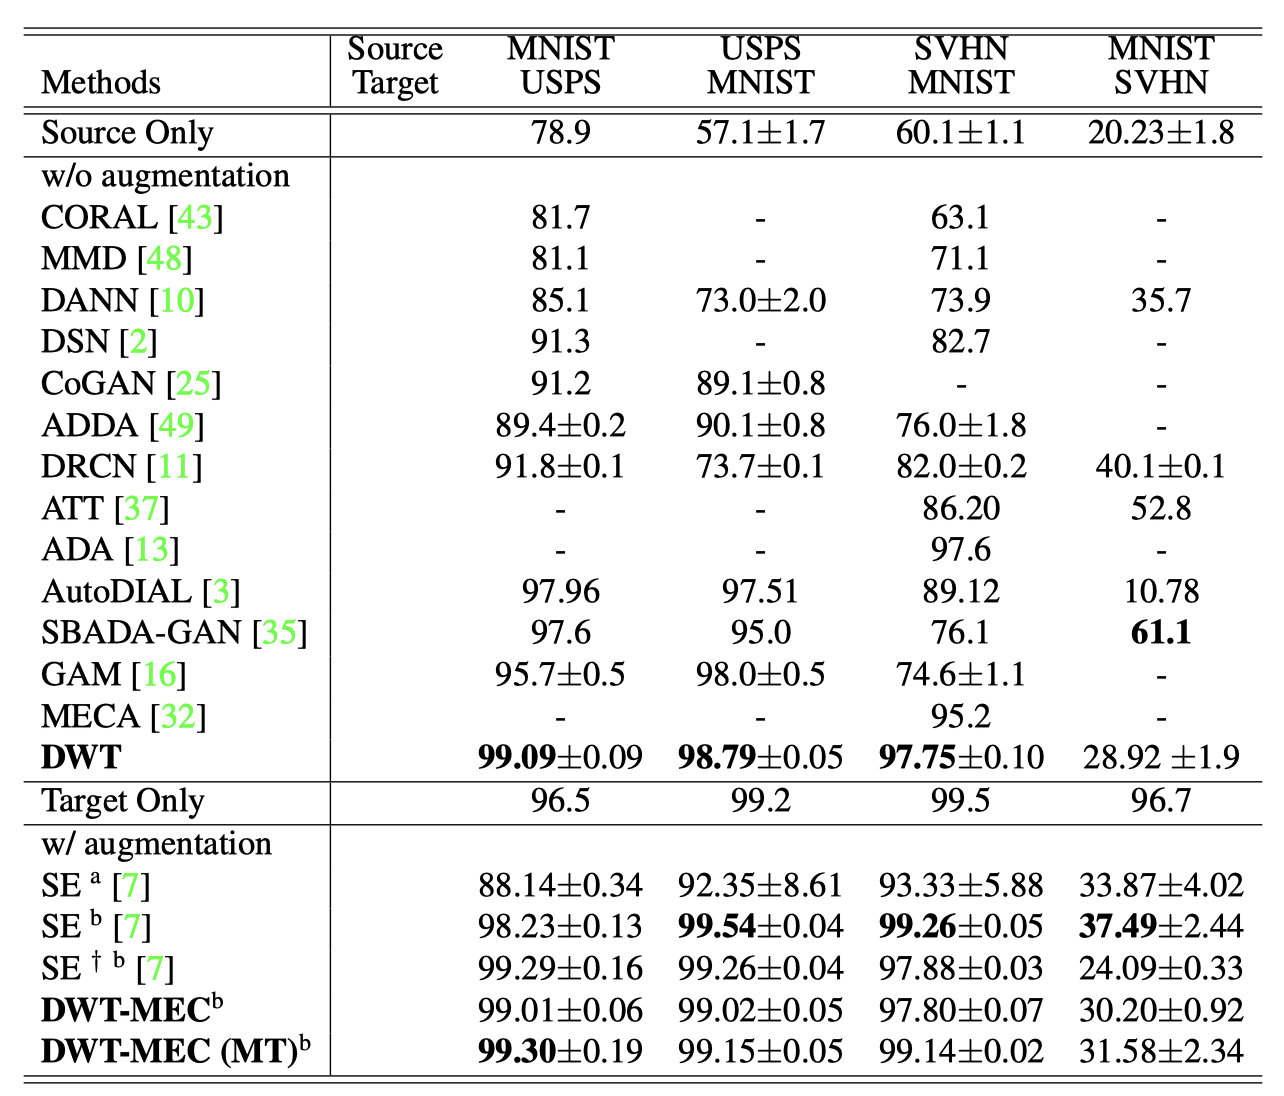 Source MNIST USPS SVHN MNIST
Methods Target USPS MNIST MNIST SVHN
Source Only 78.9 57.1±1.7 60.1±1.1 20.23±1.8
w/o augmentation
CORAL [43] 81.7 - 63.1 -
MMD [48] 81.1 - 71.1 -
DANN [10] 85.1 73.0±2.0 73.9 35.7
DSN [2] 91.3 - 82.7 -
CoGAN [25] 91.2 89.1±0.8 - -
ADDA [49] 89.4±0.2 90.1±0.8 76.0±1.8 -
DRCN [11] 91.8±0.1 73.7±0.1 82.0±0.2 40.1±0.1
ATT [37] - - 86.20 52.8
ADA [13] - - 97.6 -
AutoDIAL [3] 97.96 97.51 89.12 10.78
SBADA-GAN [35] 97.6 95.0 76.1 61.1
GAM [16] 95.7±0.5 98.0±0.5 74.6±1.1 -
MECA [32] - - 95.2 -
DWT 99.09±0.09 98.79±0.05 97.75±0.10 28.92 ±1.9
Target Only 96.5 99.2 99.5 96.7
w/ augmentation
SE ᵃ [7] 88.14±0.34 92.35±8.61 93.33±5.88 33.87±4.02
SE ᵇ [7] 98.23±0.13 99.54±0.04 99.26±0.05 37.49±2.44
SE † ᵇ [7] 99.29±0.16 99.26±0.04 97.88±0.03 24.09±0.33
DWT-MECᵇ 99.01±0.06 99.02±0.05 97.80±0.07 30.20±0.92
DWT-MEC (MT)ᵇ 99.30±0.19 99.15±0.05 99.14±0.02 31.58±2.34